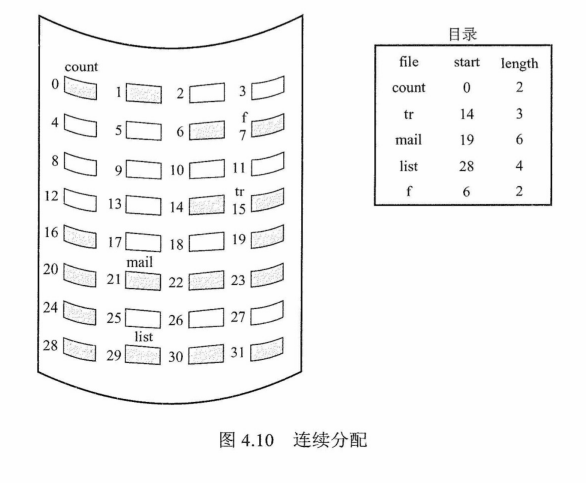 count
0 1 2 3
f
4 5 6 7
8 9 10 11
tr
12 13 14 15
16 17 18 19
mail
20 21 22 23
24 25 26 27
list
28 29 30 31
目录
file start length
count 0 2
tr 14 3
mail 19 6
list 28 4
f 6 2
图 4.10 连续分配